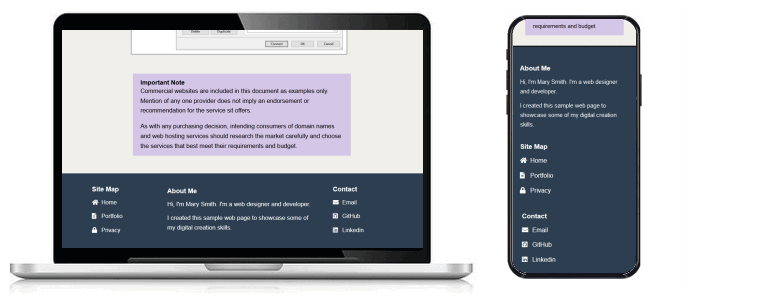 Delete
Duplicate
Connect
OK
Cancel
Important Note
Commercial websites are included in this document as examples only.
Mention of any one provider does not imply an endorsement or
recommendation for the service sit offers.
As with any purchasing decision, intending consumers of domain names
and web hosting services should research the market carefully and choose
the services that best meet their requirements and budget.
Site Map
Home
Portfolio
Privacy
About Me
Hi, I'm Mary Smith. I'm a web designer and developer.
I created this sample web page to showcase some of
my digital creation skills.
Contact
Email
GitHub
Linkedin
requirements and budget.
About Me
Hi, I'm Mary Smith. I'm a web designer
and developer.
I created this sample web page to
showcase some of my digital creation
skills.
Site Map
Home
Portfolio
Privacy
Contact
Email
GitHub
Linkedin